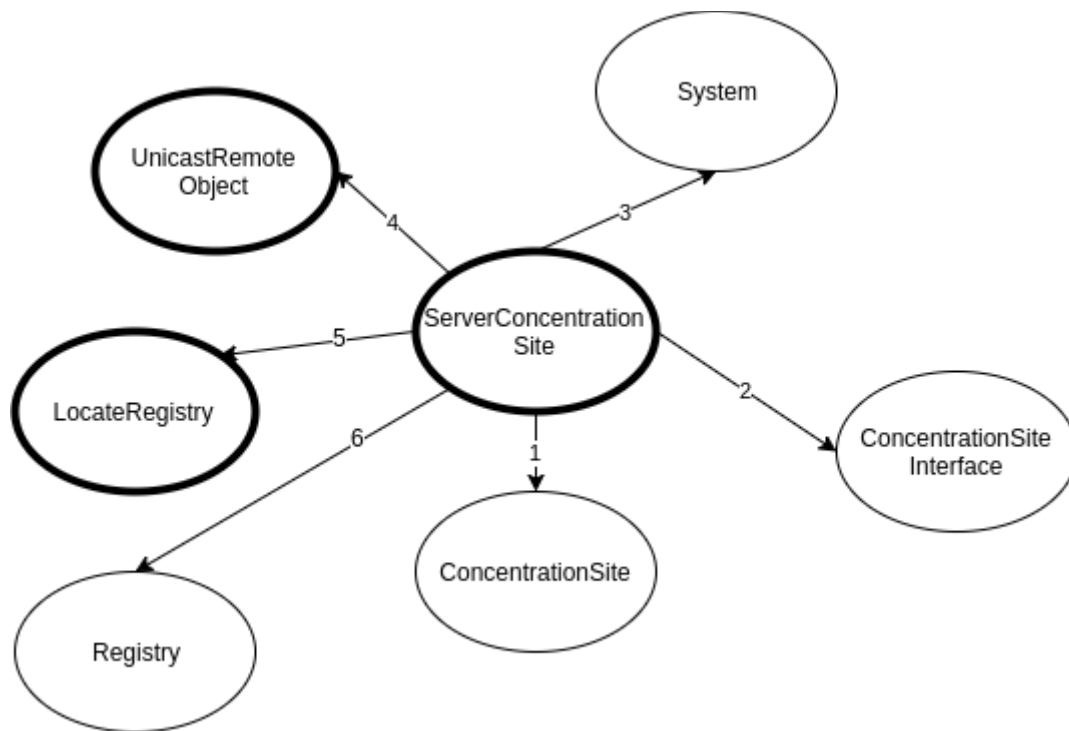 System
UnicastRemote
Object
4
3
ServerConcentration
Site
5
2
LocateRegistry
6
1
ConcentrationSite
Interface
ConcentrationSite
Registry